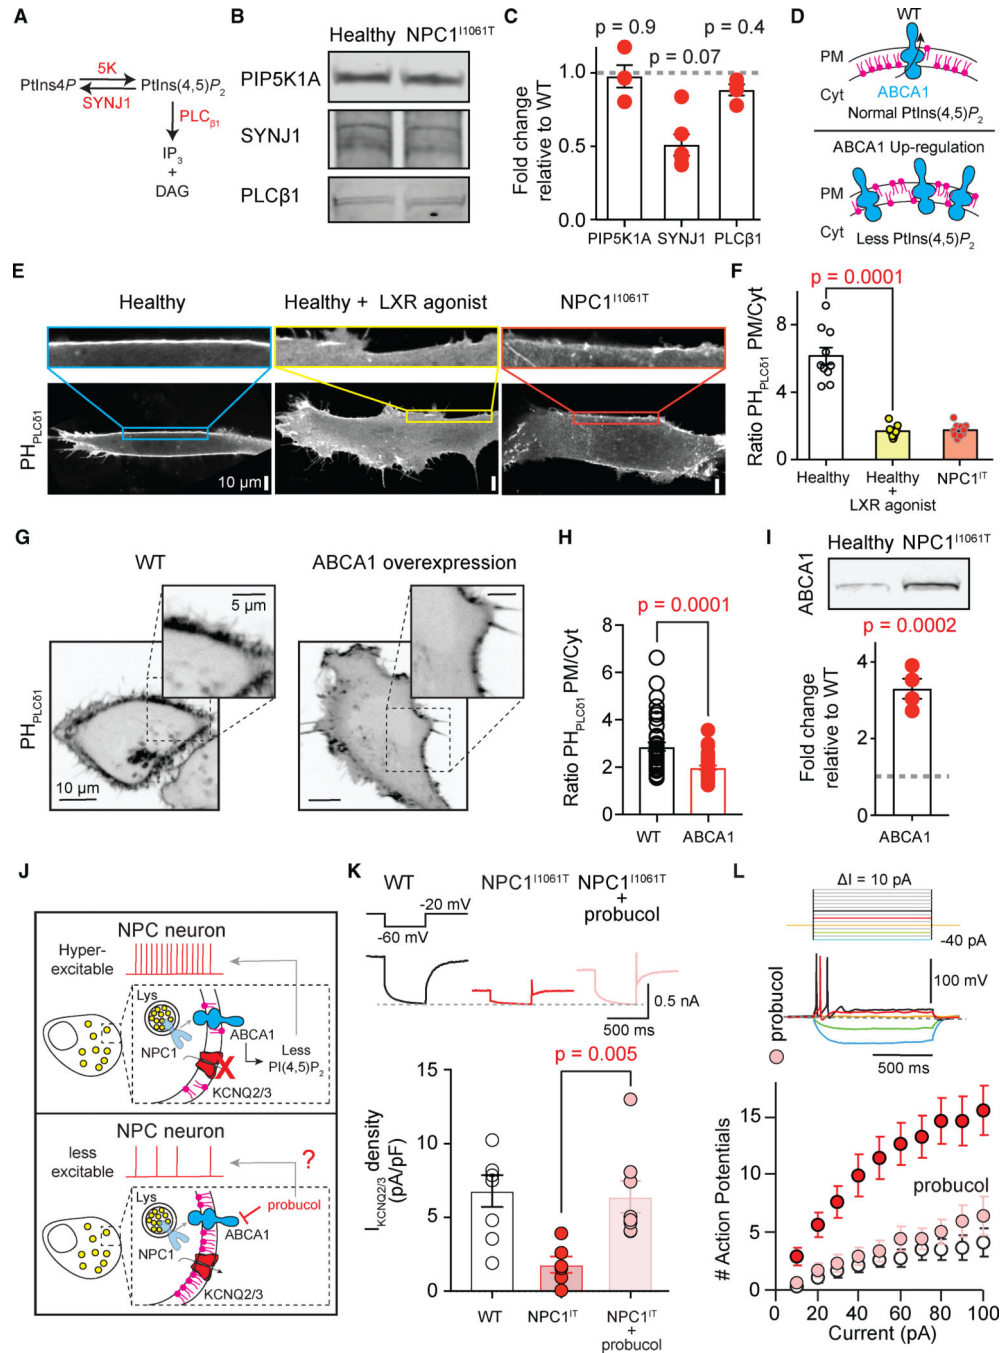 A
PtIns4P
5K
SYNJ1
PtIns(4,5)P2
PLCβ1
IP3
+
DAG
B
Healthy NPC1I1061T
PIP5K1A
SYNJ1
PLCβ1
C
p = 0.9
p = 0.4
p = 0.07
Fold change
relative to WT
1.0
0.5
0.0
PIP5K1A SYNJ1 PLCβ1
D
WT
PM
Cyt
ABCA1
Normal PtIns(4,5)P2
ABCA1 Up-regulation
PM
Cyt
Less PtIns(4,5)P2
E
Healthy
Healthy + LXR agonist
NPC1I1061T
PHPLCδ1
10 µm
F
p = 0.0001
Ratio PHPLCδ1 PM/Cyt
8
4
0
Healthy
Healthy
+
LXR agonist
NPC1IT
G
WT
ABCA1 overexpression
PHPLCδ1
5 µm
10 µm
H
p = 0.0001
Ratio PHPLCδ1 PM/Cyt
8
6
4
2
0
WT
ABCA1
I
Healthy NPC1I1061T
ABCA1
p = 0.0002
Fold change
relative to WT
4
2
0
ABCA1
J
NPC neuron
Hyper-
excitable
Lys
NPC1
ABCA1
Less
PI(4,5)P2
X
KCNQ2/3
NPC neuron
less
excitable
?
Lys
probucol
NPC1
ABCA1
KCNQ2/3
K
WT
NPC1I1061T
NPC1I1061T
+
probucol
-20 mV
-60 mV
0.5 nA
500 ms
p = 0.005
IKCNQ2/3 density
(pA/pF)
15
10
5
0
WT
NPC1IT
NPC1IT
+
probucol
L
ΔI = 10 pA
-40 pA
100 mV
500 ms
probucol
# Action Potentials
15
10
5
0
probucol
20 40 60 80 100
Current (pA)